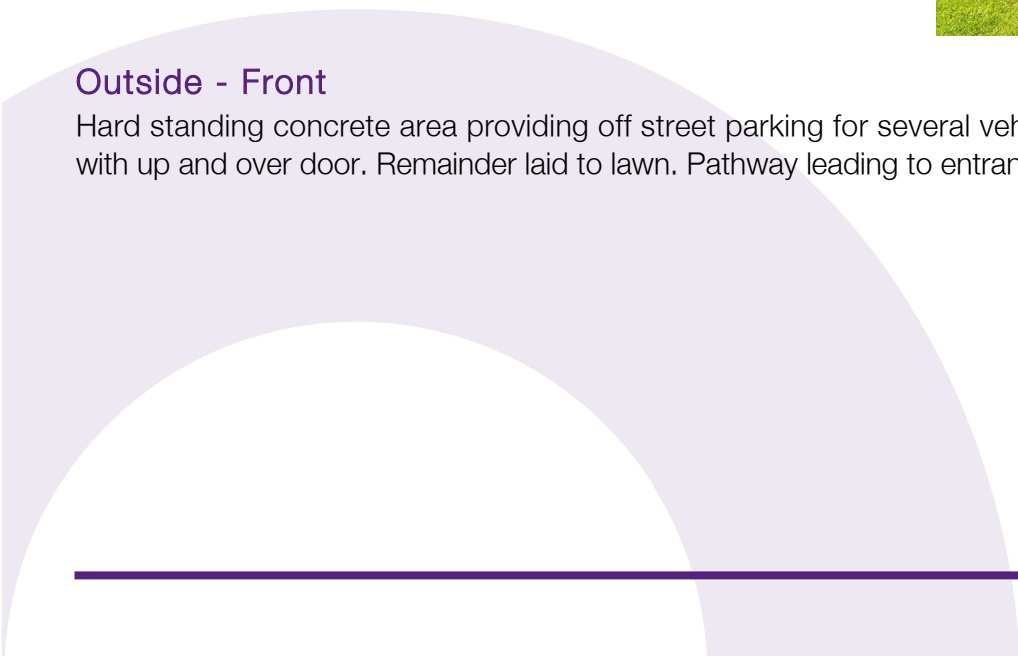 Outside - Front
Hard standing concrete area providing off street parking for several veh
with up and over door. Remainder laid to lawn. Pathway leading to entran